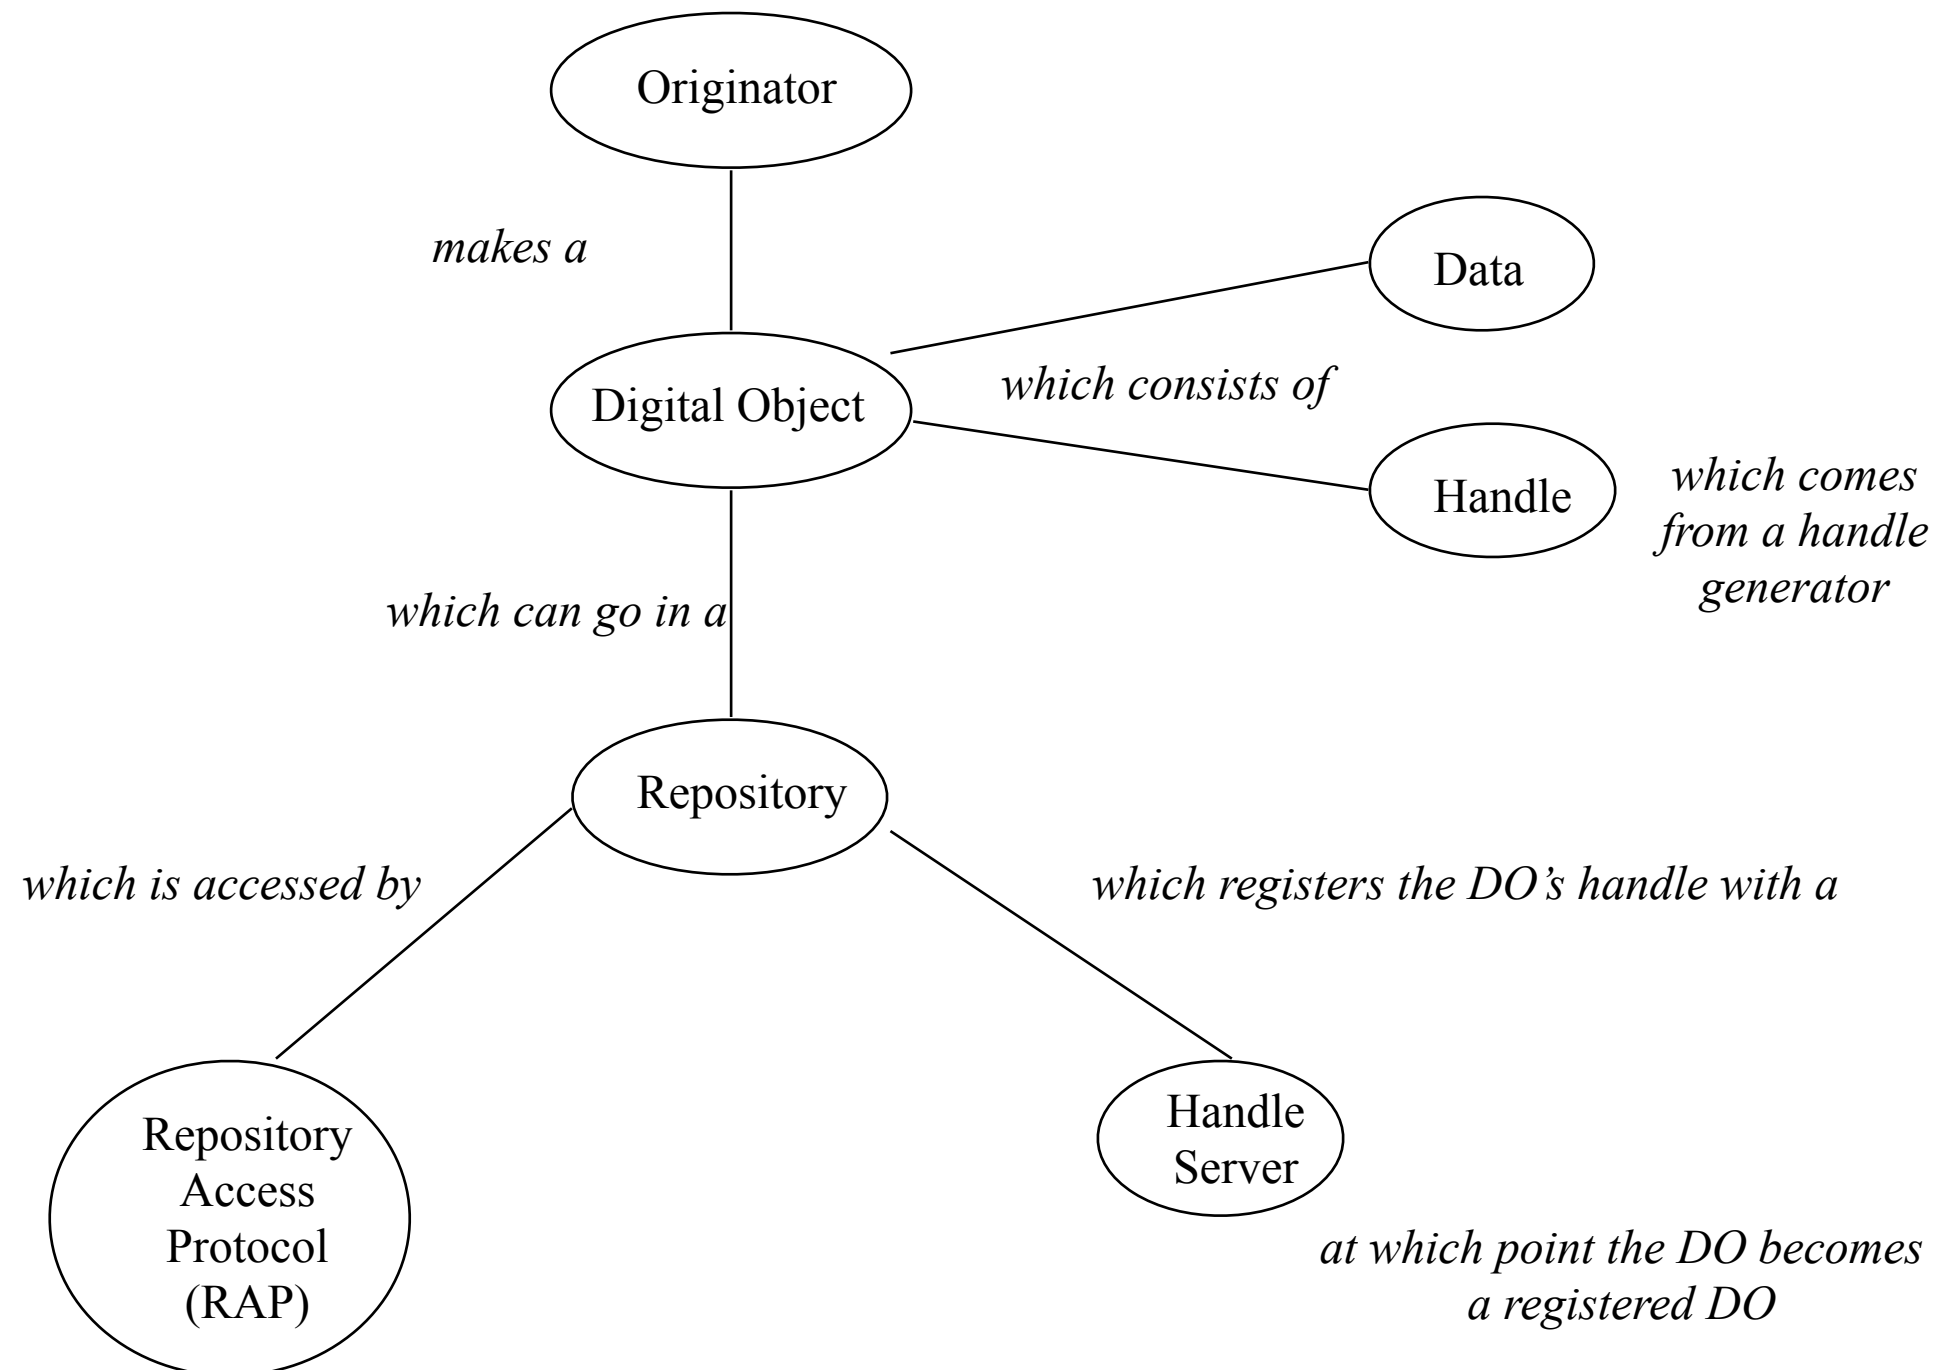 Originator
makes a
Data
which consists of
Digital Object
Handle
which comes
from a handle
generator
which can go in a
Repository
which is accessed by
which registers the DO’s handle with a
Repository
Access
Protocol
(RAP)
Handle
Server
at which point the DO becomes
a registered DO